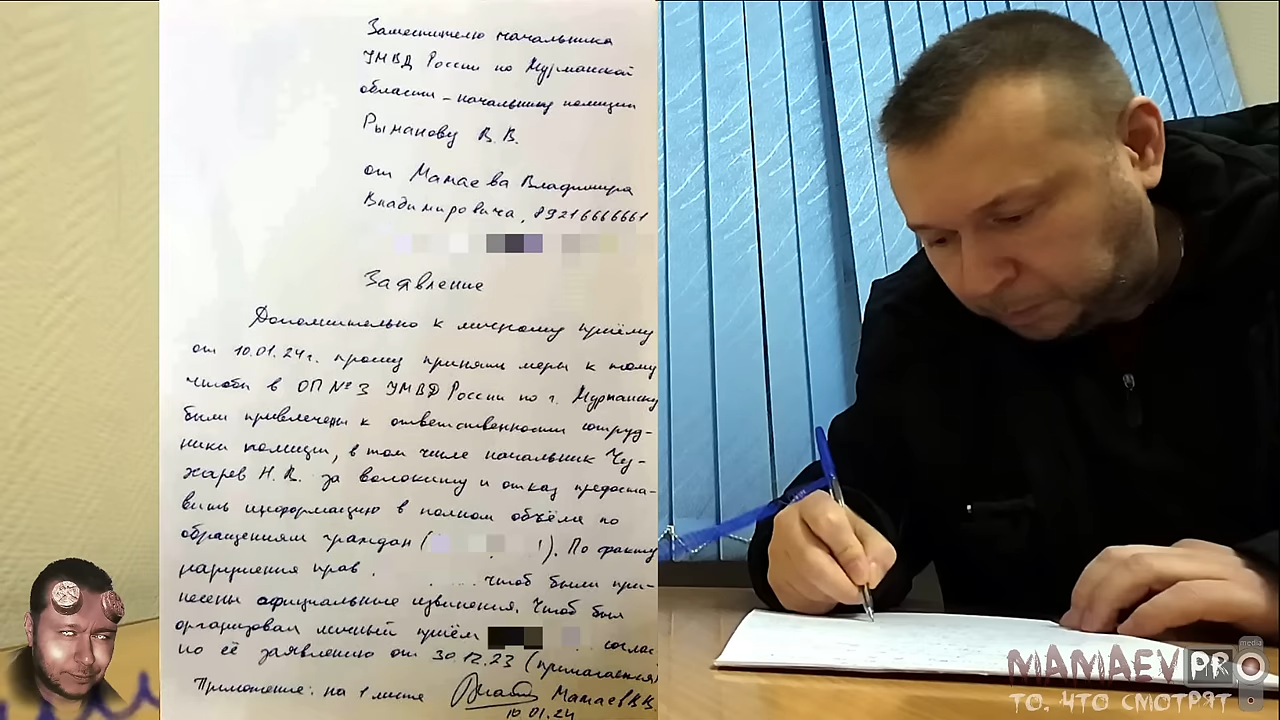 Заместителю начальника
УМВД России по Мурманской
области – начальнику полиции
Рыманову В. В.
от Мамаева Владимира
Владимировича, 89216666661
Заявление
Дополнительно к личному приёму
от 10.01.24г. прошу принять меры к тому
чтобы в ОП №3 УМВД России по г. Мурманску
были привлечены к ответственности сотруд-
ники полиции, в том числе начальник Чу-
харев Н. В. за волокиту и отказ предоста-
вить информацию в полном объёме по
обращениям граждан ( ). По факту
нарушения прав чтоб были при-
несены официальные извинения. Чтоб был
организован личный приём соглас
но её заявлению от 30.12.23 (прилагается)
Приложение: на 1 листе Мамаев В.В.
10.01.24
MAMAEV PRO
media
ТО, ЧТО СМОТРЯТ